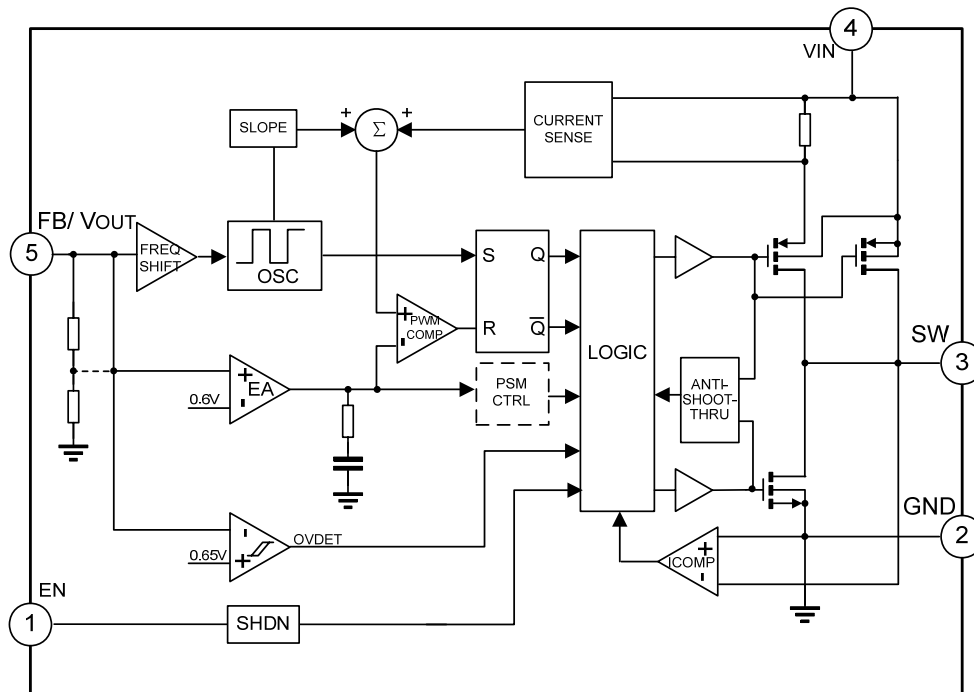 4
VIN
SLOPE
+
Σ
+
CURRENT
SENSE
FB/ VOUT
5
FREQ
SHIFT
OSC
S
Q
R
Q̅
+
-
PWM
COMP
LOGIC
SW
3
0.6V
+
-
EA
PSM
CTRL
ANTI-
SHOOT-
THRU
GND
2
0.65V
-
+
OVDET
+
-
ICOMP
EN
1
SHDN